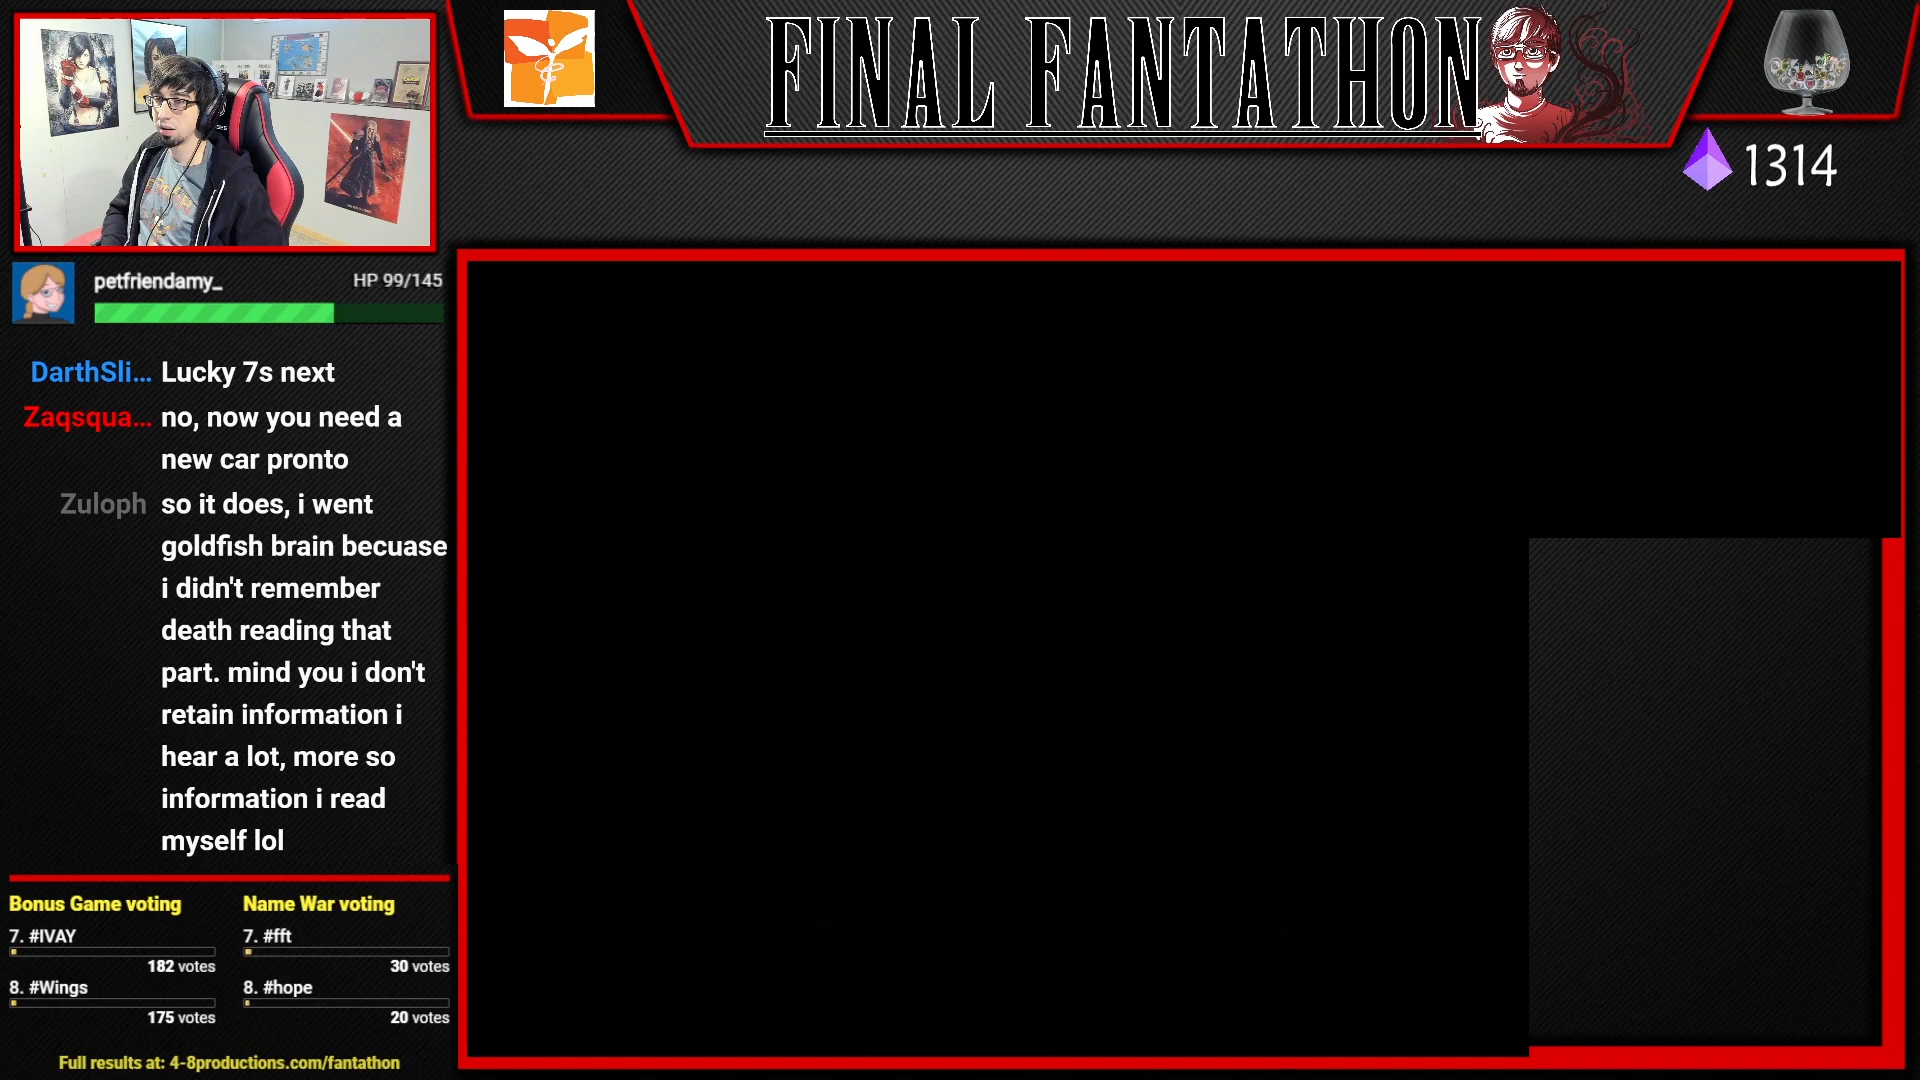 FINAL FANTATHON
1314
petfriendamy_
HP 99/145
DarthSli... Lucky 7s next
Zaqsqua... no, now you need a
new car pronto
Zuloph so it does, i went
goldfish brain becuase
i didn't remember
death reading that
part. mind you i don't
retain information i
hear a lot, more so
information i read
myself lol
Bonus Game voting
7. #IVAY
182 votes
8. #Wings
175 votes
Name War voting
7. #fft
30 votes
8. #hope
20 votes
Full results at: 4-8productions.com/fantathon